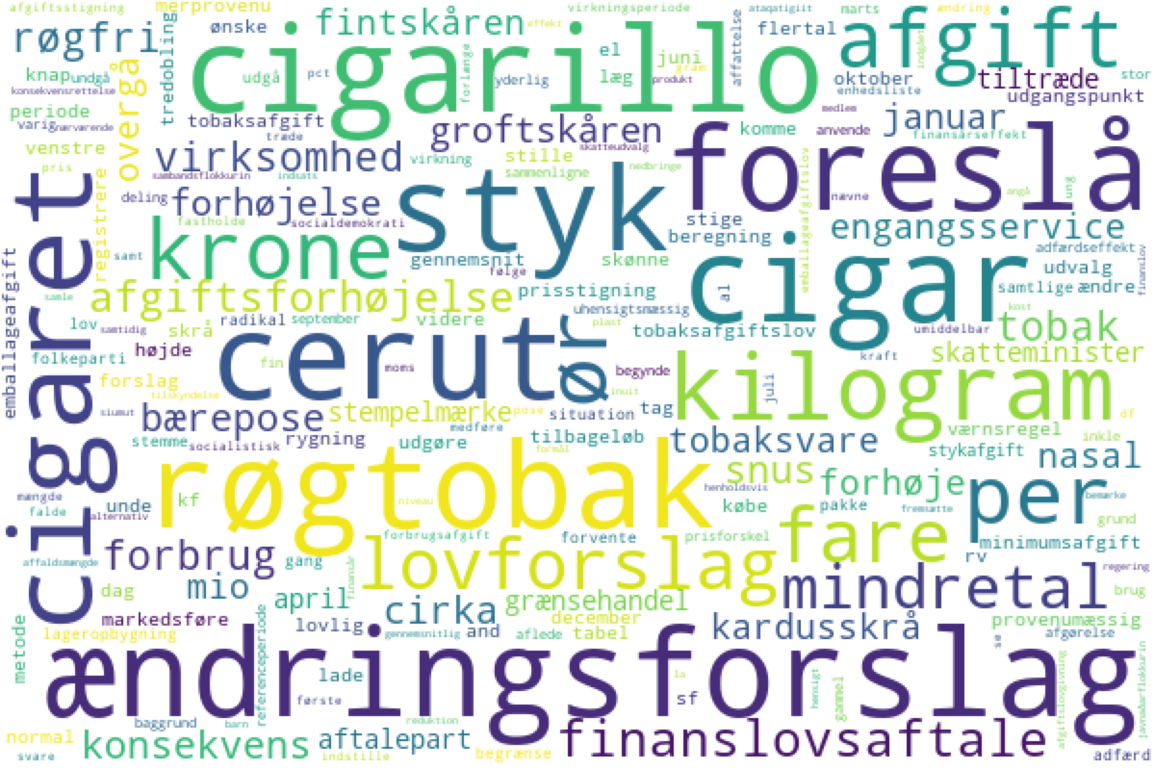 afgiftsstigning
merprovenu
virkningsperiode
effekt
ataqatigiit
marts
ændring
røgfri
tredobling
ønske
fintskåren
cigarillo
el
juni
affattelse
flertal
afgift
indgået
knap
undgå
overgå
udgå
pct
forlænge
yderlig
læg
gram
produkt
oktober
enhedsliste
tiltræde
stor
konsekvensrettelse
periode
udgangspunkt
medlem
varig
nærværende
tobaksafgift
træde
groftskåren
skatteudvalg
komme
anvende
januar
finansårseffekt
venstre
pris
virksomhed
sambandsflokkurin
indsats
virkning
stille
sammenligne
nedbringe
foreslå
angå
ung
cigaret
registrere
deling
forhøjelse
styk
nævne
fastholde
socialdemokrati
stige
beregning
emballageafgiftslov
engangsservice
samt
krone
gennemsnit
følge
skønne
cigar
adfærdseffekt
finanslov
udvalg
emballageafgift
samle
afgiftsforhøjelse
prisstigning
al
samtlige
ændre
uhensigtsmæssig
kost
lov
samtidig
skrå
radikal
september
videre
plast
tobaksafgiftslov
umiddelbar
tobak
folkeparti
højde
cerut
ør
fin
moms
begynde
kraft
skatteminister
forslag
tilskyndelse
inuit
juli
kilogram
siumut
bærepose
stempelmærke
pose
situation
tag
df
stemme
socialistisk
rygning
medføre
udgøre
tilbageløb
tobaksvare
værnsregel
inkle
formål
stykafgift
røgtobak
snus
nasal
mængde
falde
unde
kf
niveau
henholdsvis
forhøje
per
bemærke
alternativ
købe
pakke
fremsætte
grund
affaldsmængde
forbrug
gang
finansår
forbrugsafgift
forvente
prisforskel
fare
minimumsafgift
lovforslag
rv
regering
dag
mio
april
cirka
grænsehandel
mindretal
brug
markedsføre
referenceperiode
december
provenumæssig
metode
lageropbygning
lovlig
gennemsnitlig
and
aflede
tabel
kardusskrå
se
afgørelse
ændringsforslag
lade
la
sf
hensigt
gammel
afgiftslovgivning
javnaðarflokkurin
første
baggrund
barn
reduktion
normal
svare
konsekvens
aftalepart
indstille
begrænse
finanslovsaftale
adfærd